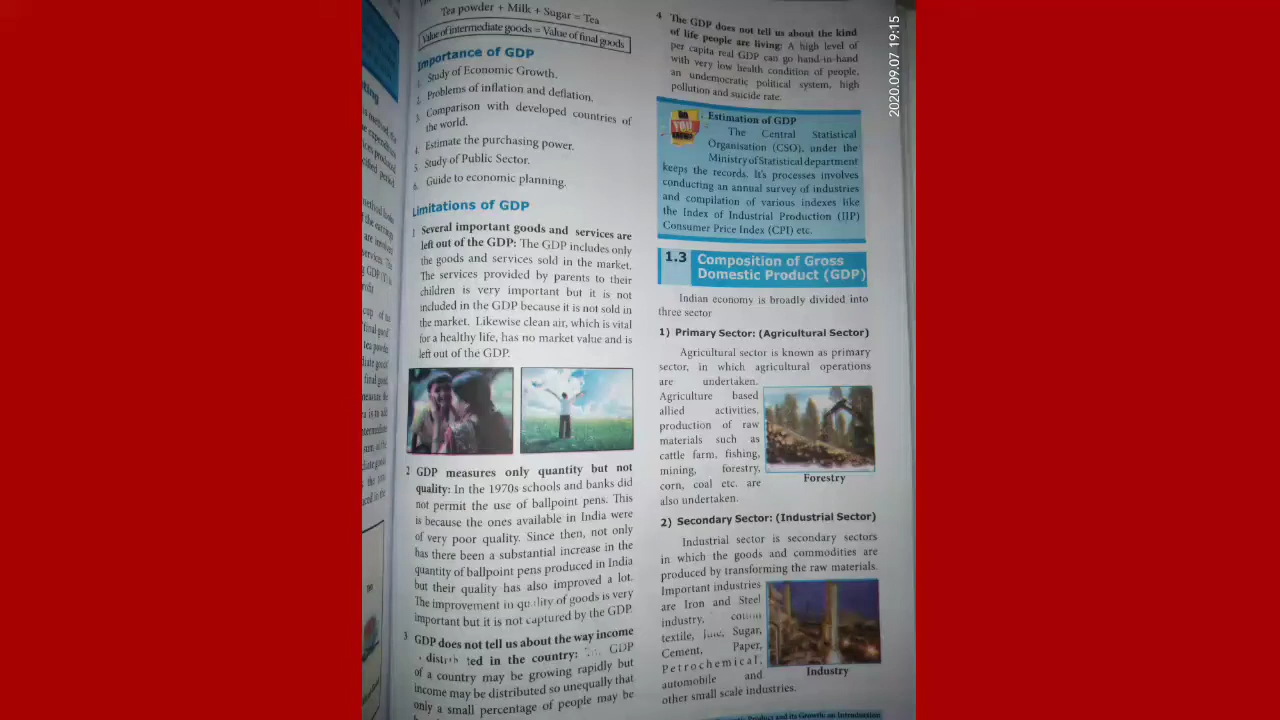 Tea powder + Milk + Sugar = Tea
Value of intermediate goods = Value of final goods
Importance of GDP
1. Study of Economic Growth.
2. Problems of inflation and deflation.
3. Comparison with developed countries of
the world.
4. Estimate the purchasing power.
5. Study of Public Sector.
6. Guide to economic planning.
Limitations of GDP
1 Several important goods and services are
left out of the GDP: The GDP includes only
the goods and services sold in the market.
The services provided by parents to their
children is very important but it is not
included in the GDP because it is not sold in
the market. Likewise clean air, which is vital
for a healthy life, has no market value and is
left out of the GDP.
2 GDP measures only quantity but not
quality: In the 1970s schools and banks did
not permit the use of ballpoint pens. This
is because the ones available in India were
of very poor quality. Since then, not only
has there been a substantial increase in the
quantity of ballpoint pens produced in India
but their quality has also improved a lot.
The improvement in quality of goods is very
important but it is not captured by the GDP.
3 GDP does not tell us about the way income
distributed in the country: GDP
of a country may be growing rapidly but
income may be distributed so unequally that
only a small percentage of people may be
4 The GDP does not tell us about the kind
of life people are living: A high level of
per capita real GDP can go hand-in-hand
with very low health condition of people,
an undemocratic political system, high
pollution and suicide rate.
DO
YOU
Estimation of GDP
The Central Statistical
Organisation (CSO), under the
Ministry of Statistical department
keeps the records. It's processes involves
conducting an annual survey of industries
and compilation of various indexes like
the Index of Industrial Production (IIP)
Consumer Price Index (CPI) etc.
1.3 Composition of Gross
Domestic Product (GDP)
Indian economy is broadly divided into
three sector
1) Primary Sector: (Agricultural Sector)
Agricultural sector is known as primary
sector, in which agricultural operations
are undertaken.
Agriculture based
allied activities,
production of raw
materials such as
cattle farm, fishing,
mining, forestry,
corn, coal etc. are
also undertaken.
Forestry
2) Secondary Sector: (Industrial Sector)
Industrial sector is secondary sectors
in which the goods and commodities are
produced by transforming the raw materials.
Important industries
are Iron and Steel
industry, cotton
textile, Jute, Sugar,
Cement, Paper,
Petrochemical,
automobile and
other small scale industries.
Industry
Product and its Growth: an Introduction
2020.09.07 19:15